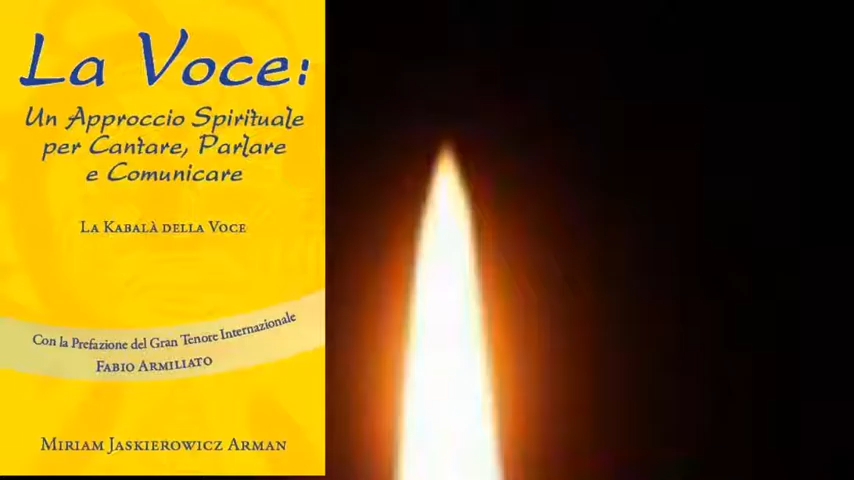 La Voce:
Un Approccio Spirituale
per Cantare, Parlare
e Comunicare
La Kabalà della Voce
Con la Prefazione del Gran Tenore Internazionale
Fabio Armiliato
Miriam Jaskierowicz Arman